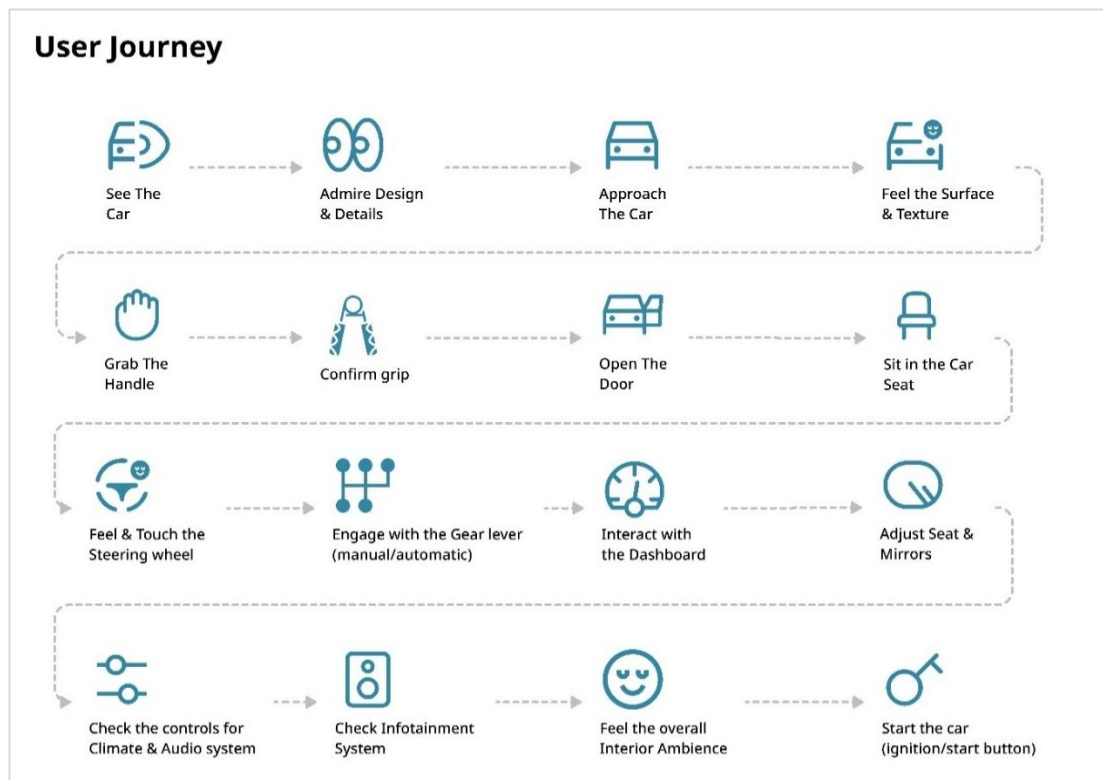 User Journey
See The
Car
Admire Design
& Details
Approach
The Car
Feel the Surface
& Texture
Grab The
Handle
Confirm grip
Open The
Door
Sit in the Car
Seat
Feel & Touch the
Steering wheel
Engage with the Gear lever
(manual/automatic)
Interact with
the Dashboard
Adjust Seat &
Mirrors
Check the controls for
Climate & Audio system
Check Infotainment
System
Feel the overall
Interior Ambience
Start the car
(ignition/start button)